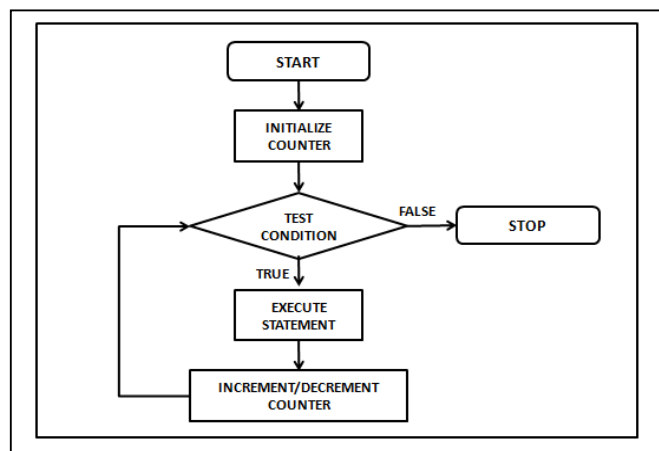 START
INITIALIZE
COUNTER
TEST
CONDITION
FALSE
STOP
TRUE
EXECUTE
STATEMENT
INCREMENT/DECREMENT
COUNTER